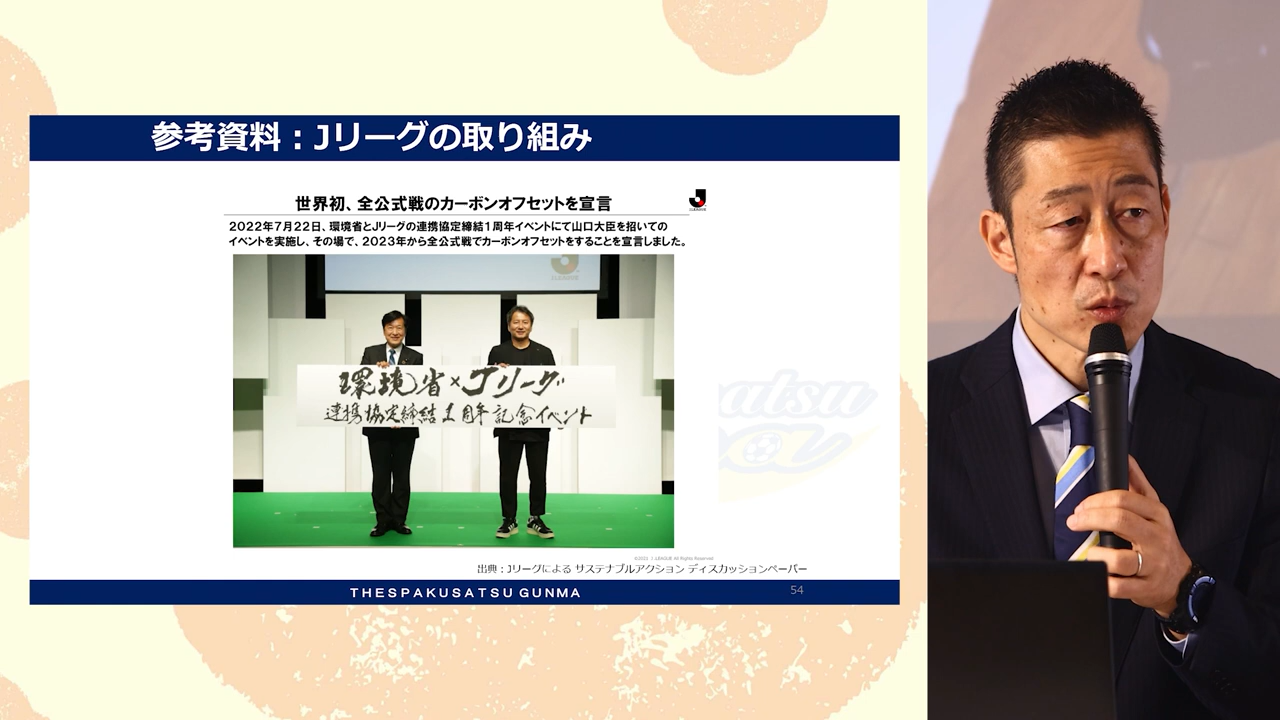 参考資料：Jリーグの取り組み
世界初、全公式戦のカーボンオフセットを宣言
J.LEAGUE
2022年7月22日、環境省とJリーグの連携協定締結1周年イベントにて山口大臣を招いての
イベントを実施し、その場で、2023年から全公式戦でカーボンオフセットをすることを宣言しました。
J.LEAGUE
環境省×Jリーグ
連携協定締結1周年記念イベント
atsu
©2021 J.LEAGUE All Rights Reserved
出典：Jリーグによる サステナブルアクション ディスカッションペーパー
THESPAKUSATSU GUNMA
54